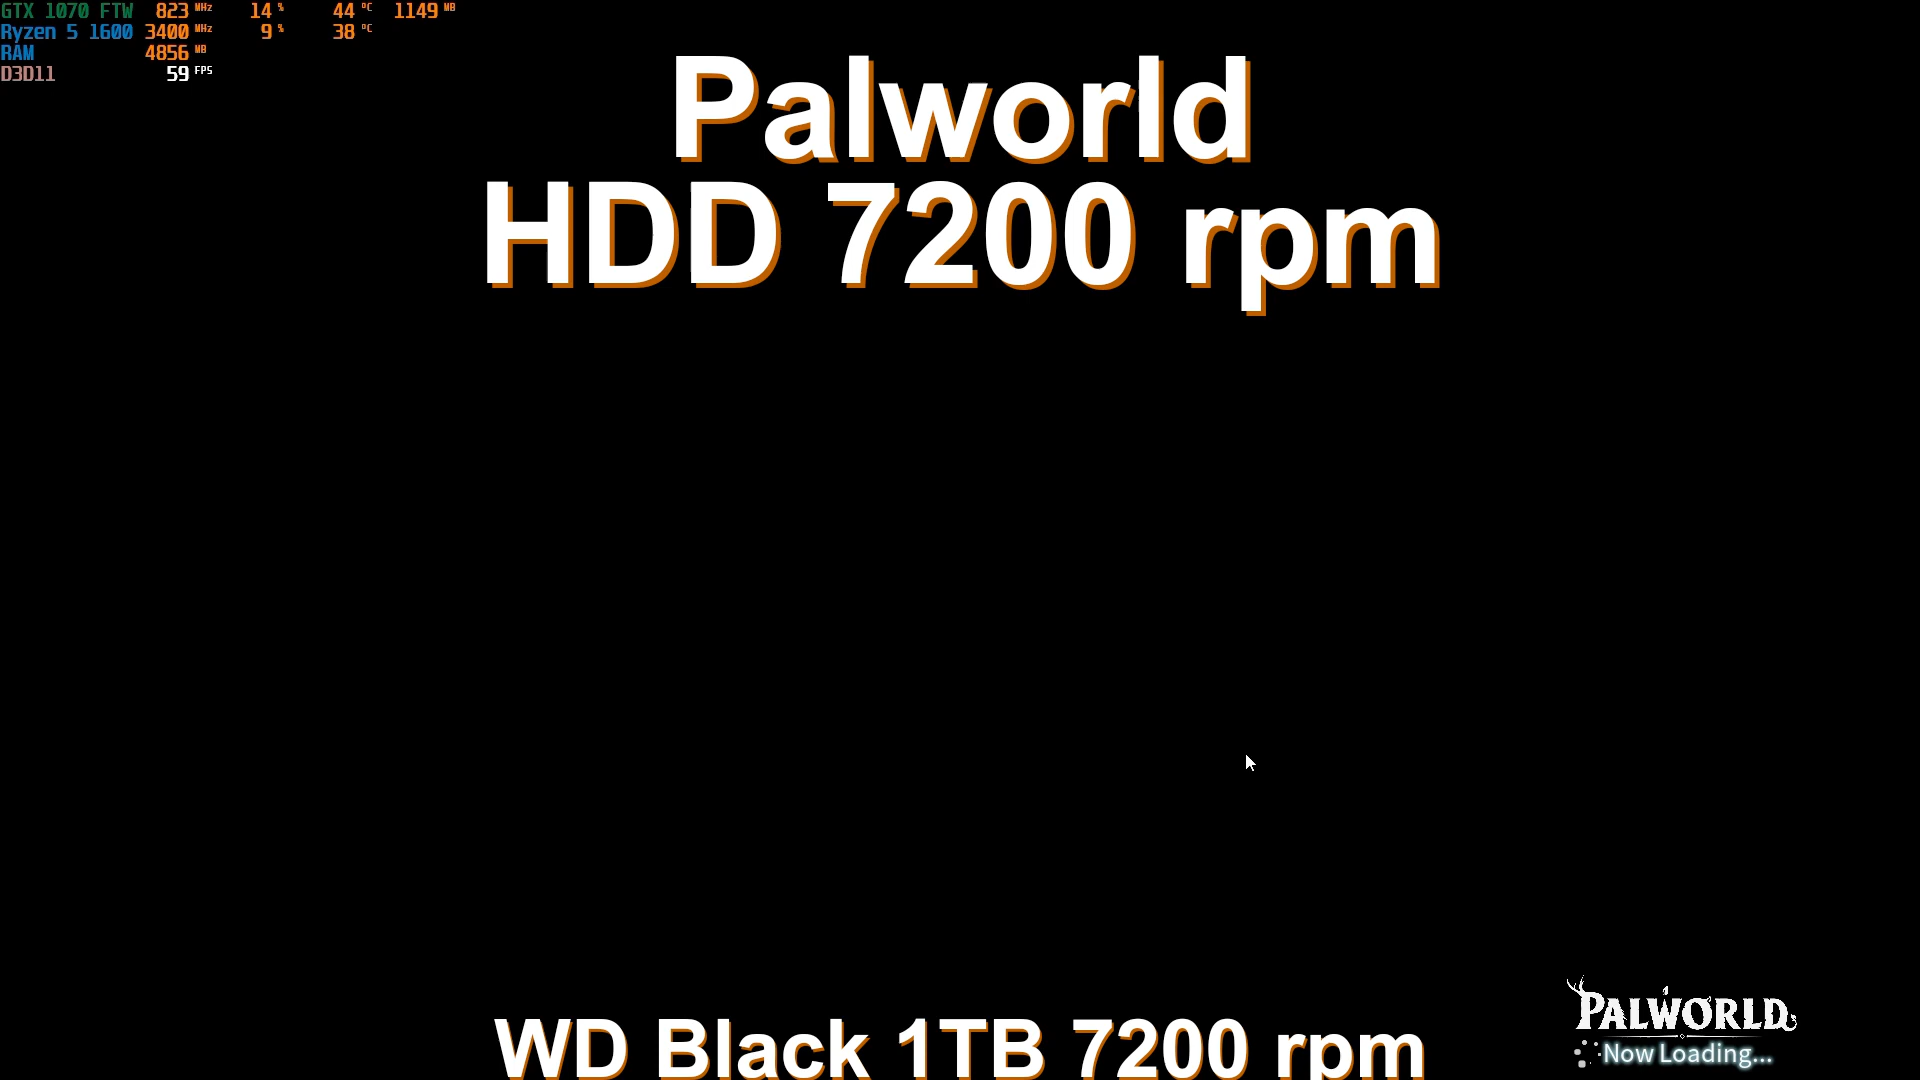 GTX 1070 FTW 823 MHz 14 % 44 °C 1149 MB
Ryzen 5 1600 3400 MHz 9 % 38 °C
RAM 4856 MB
D3D11 59 FPS
Palworld
HDD 7200 rpm
PALWORLD
Now Loading...
WD Black 1TB 7200 rpm